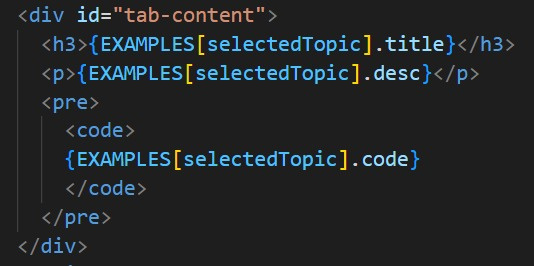 <div id="tab-content">
<h3>{EXAMPLES[selectedTopic].title}</h3>
<p>{EXAMPLES[selectedTopic].desc}</p>
<pre>
<code>
{EXAMPLES[selectedTopic].code}
</code>
</pre>
</div>